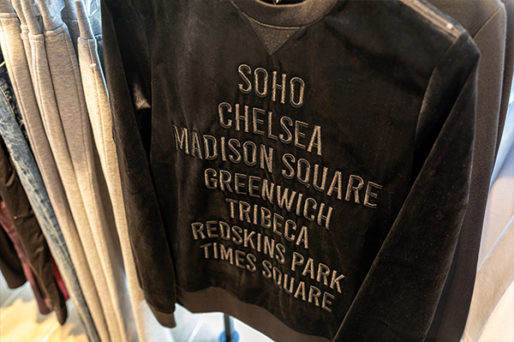 SOHO
CHELSEA
MADISON SQUARE
GREENWICH
TRIBECA
REDSKINS PARK
TIMES SQUARE